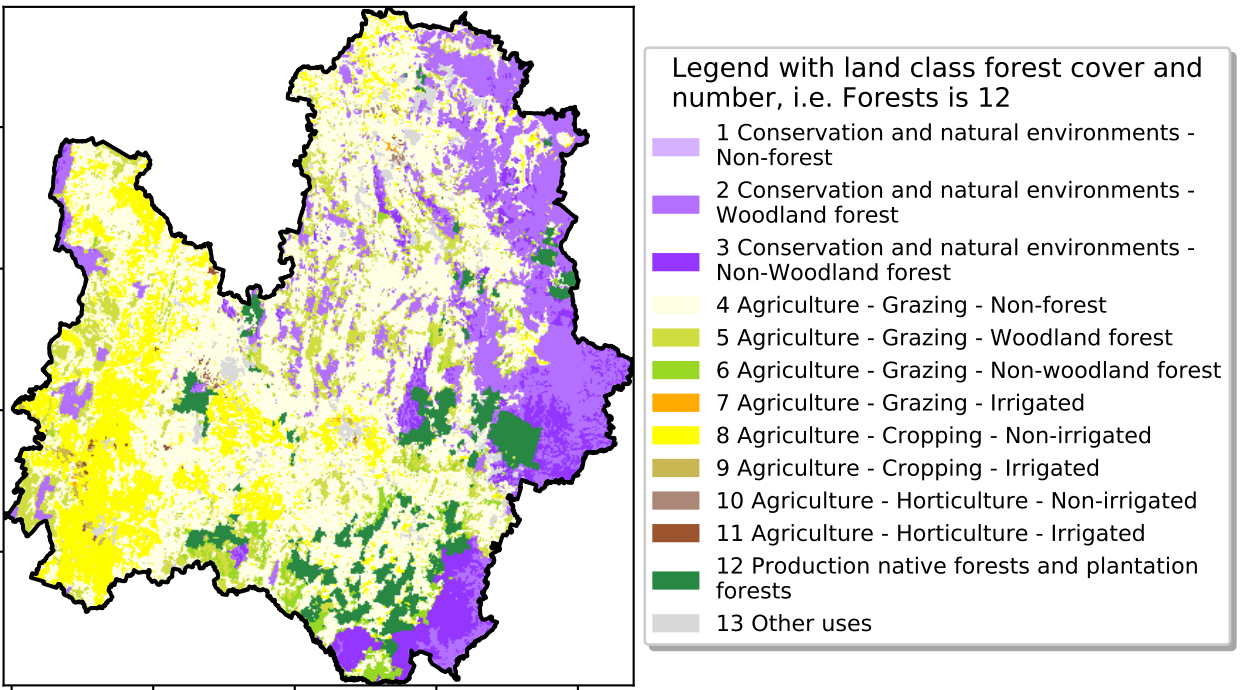 Legend with land class forest cover and
number, i.e. Forests is 12
1 Conservation and natural environments -
Non-forest
2 Conservation and natural environments -
Woodland forest
3 Conservation and natural environments -
Non-Woodland forest
4 Agriculture - Grazing - Non-forest
5 Agriculture - Grazing - Woodland forest
6 Agriculture - Grazing - Non-woodland forest
7 Agriculture - Grazing - Irrigated
8 Agriculture - Cropping - Non-irrigated
9 Agriculture - Cropping - Irrigated
10 Agriculture - Horticulture - Non-irrigated
11 Agriculture - Horticulture - Irrigated
12 Production native forests and plantation
forests
13 Other uses